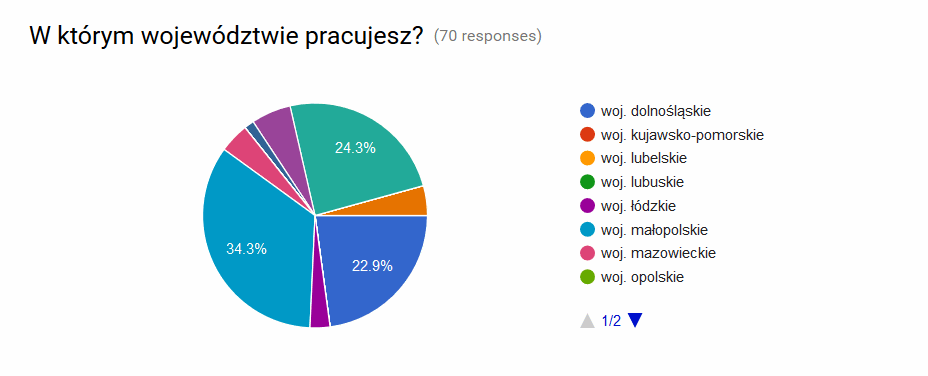 W którym województwie pracujesz? (70 responses)
24.3%
34.3%
22.9%
woj. dolnośląskie
woj. kujawsko-pomorskie
woj. lubelskie
woj. lubuskie
woj. łódzkie
woj. małopolskie
woj. mazowieckie
woj. opolskie
1/2